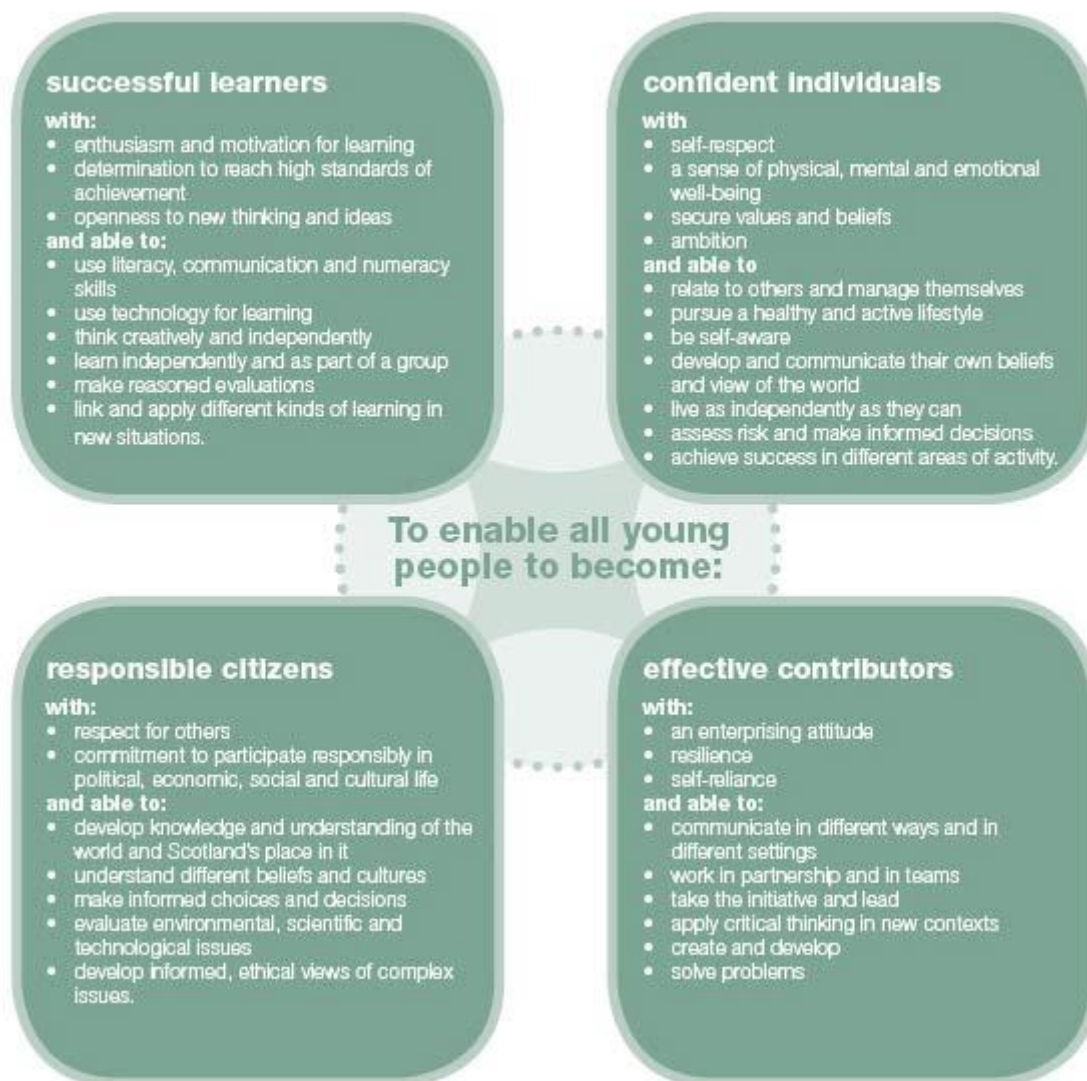 successful learners
with:
• enthusiasm and motivation for learning
• determination to reach high standards of
achievement
• openness to new thinking and ideas
and able to:
• use literacy, communication and numeracy
skills
• use technology for learning
• think creatively and independently
• learn independently and as part of a group
• make reasoned evaluations
• link and apply different kinds of learning in
new situations.
confident individuals
with
• self-respect
• a sense of physical, mental and emotional
well-being
• secure values and beliefs
• ambition
and able to
• relate to others and manage themselves
• pursue a healthy and active lifestyle
• be self-aware
• develop and communicate their own beliefs
and view of the world
• live as independently as they can
• assess risk and make informed decisions
• achieve success in different areas of activity.
To enable all young
people to become:
responsible citizens
with:
• respect for others
• commitment to participate responsibly in
political, economic, social and cultural life
and able to:
• develop knowledge and understanding of the
world and Scotland's place in it
• understand different beliefs and cultures
• make informed choices and decisions
• evaluate environmental, scientific and
technological issues
• develop informed, ethical views of complex
issues.
effective contributors
with:
• an enterprising attitude
• resilience
• self-reliance
and able to:
• communicate in different ways and in
different settings
• work in partnership and in teams
• take the initiative and lead
• apply critical thinking in new contexts
• create and develop
• solve problems